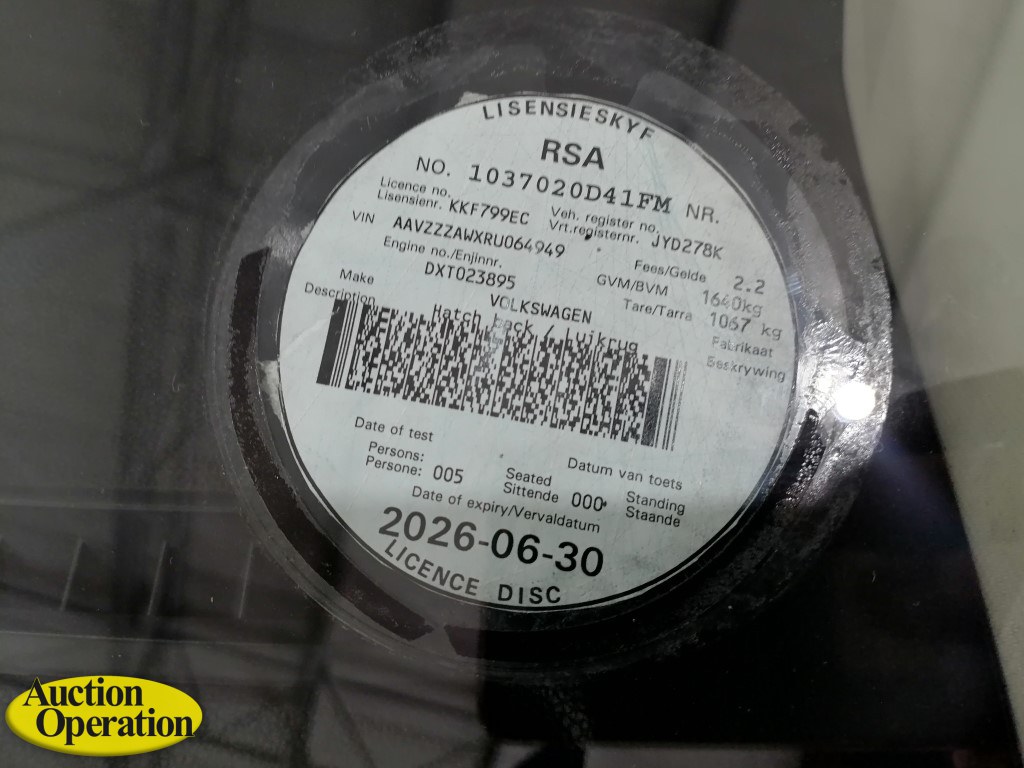 LISENSIESKYF
RSA
NO. 1037020D41FM NR.
Licence no. Lisensienr. KKF799EC Veh. register no. Vrt.registernr. JYD278K
VIN AAVZZZAWXRU064949 Fees/Gelde 2.2
Engine no./Enjinnr. DXT023895 GVM/BVM 1640kg
Tare/Tarra 1067 kg
Make VOLKSWAGEN Fabrikaat
Description Hatch back / Luikrug Beskrywing
Date of test Datum van toets
Persons: Persone: 005 Seated Sittende 000 Standing Staande
Date of expiry/Vervaldatum
2026-06-30
LICENCE DISC
Auction
Operation